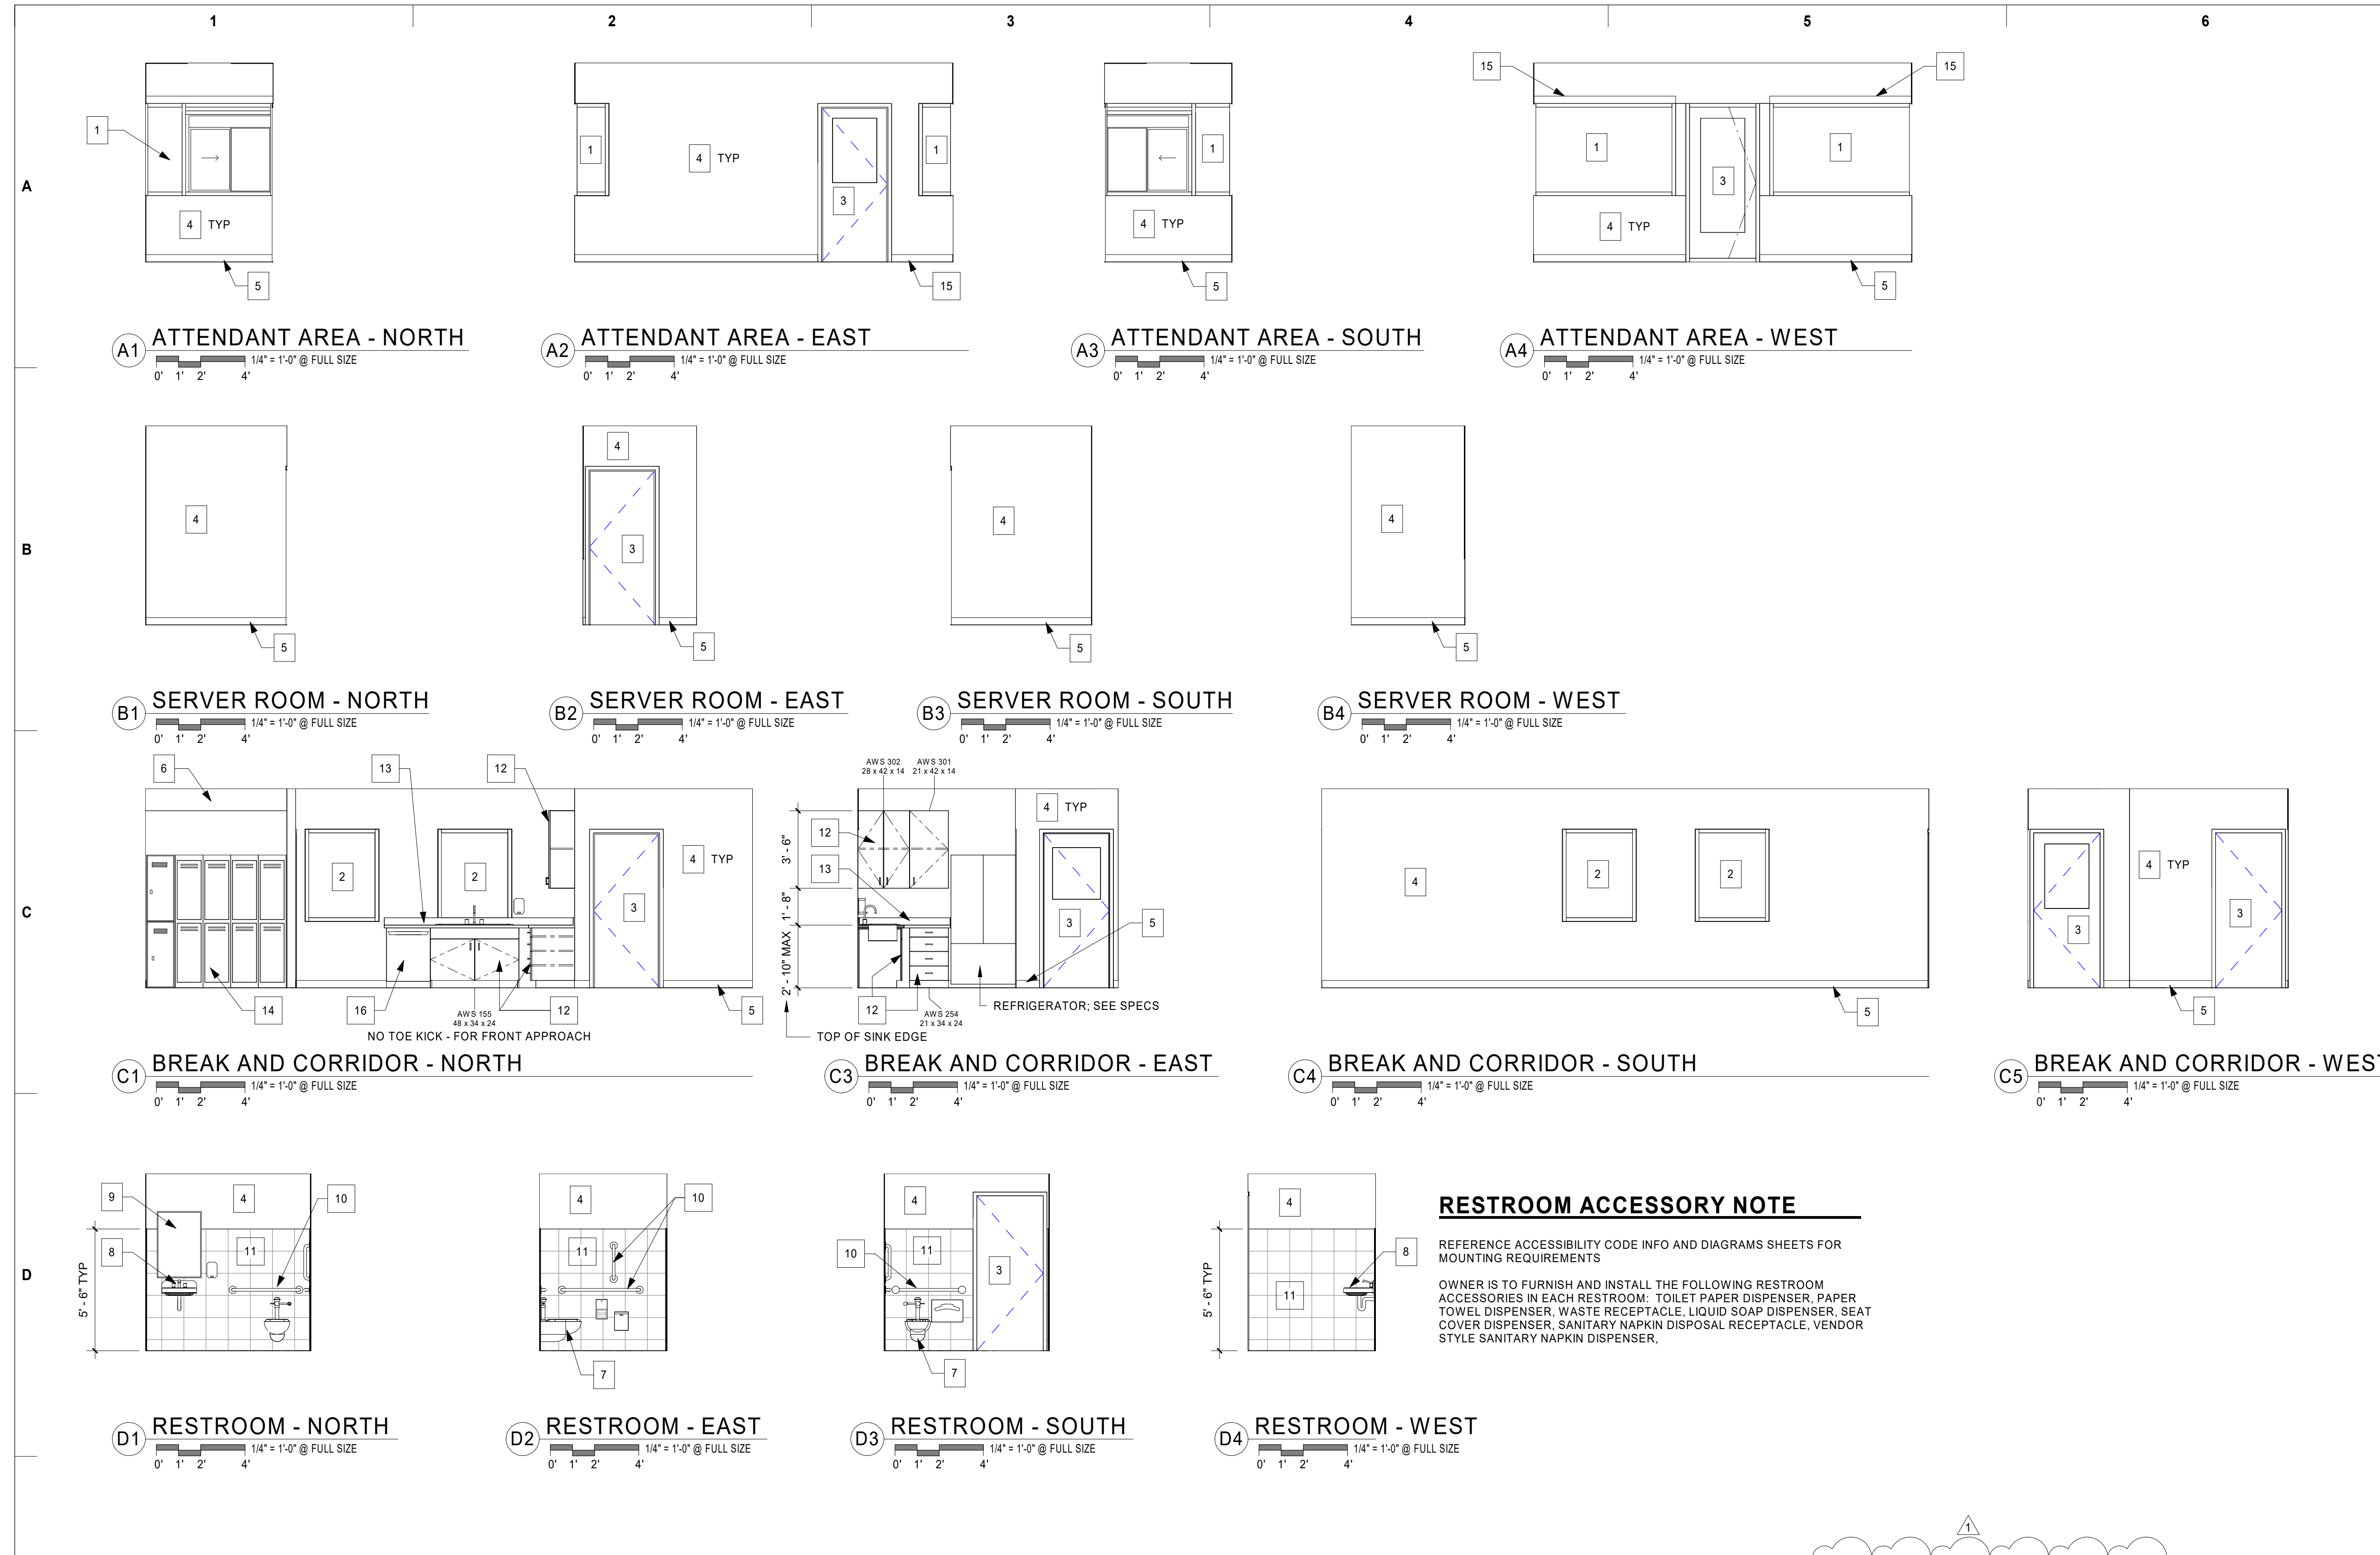 1 2 3 4 5 6
A
15 15
1
1 1 1 1 1
4 TYP
3 3
4 TYP 4 TYP 4 TYP
5 15 5 5
A1 ATTENDANT AREA - NORTH
1/4" = 1'-0" @ FULL SIZE
0' 1' 2' 4'
A2 ATTENDANT AREA - EAST
1/4" = 1'-0" @ FULL SIZE
0' 1' 2' 4'
A3 ATTENDANT AREA - SOUTH
1/4" = 1'-0" @ FULL SIZE
0' 1' 2' 4'
A4 ATTENDANT AREA - WEST
1/4" = 1'-0" @ FULL SIZE
0' 1' 2' 4'
B
4
4 4 4
3
5 5 5 5
B1 SERVER ROOM - NORTH
1/4" = 1'-0" @ FULL SIZE
0' 1' 2' 4'
B2 SERVER ROOM - EAST
1/4" = 1'-0" @ FULL SIZE
0' 1' 2' 4'
B3 SERVER ROOM - SOUTH
1/4" = 1'-0" @ FULL SIZE
0' 1' 2' 4'
B4 SERVER ROOM - WEST
1/4" = 1'-0" @ FULL SIZE
0' 1' 2' 4'
C
6 13 12
2 2
4 TYP
3
14 16
AWS 155
48 x 34 x 24
12 5
NO TOE KICK - FOR FRONT APPROACH
C1 BREAK AND CORRIDOR - NORTH
1/4" = 1'-0" @ FULL SIZE
0' 1' 2' 4'
AWS 302
28 x 42 x 14
AWS 301
21 x 42 x 14
4 TYP
12
13
3' - 6"
1' - 8"
2' - 10" MAX
3
5
12
AWS 254
21 x 34 x 24
REFRIGERATOR; SEE SPECS
TOP OF SINK EDGE
C3 BREAK AND CORRIDOR - EAST
1/4" = 1'-0" @ FULL SIZE
0' 1' 2' 4'
4 2 2
5
C4 BREAK AND CORRIDOR - SOUTH
1/4" = 1'-0" @ FULL SIZE
0' 1' 2' 4'
4 TYP
3 3
5
C5 BREAK AND CORRIDOR - WEST
1/4" = 1'-0" @ FULL SIZE
0' 1' 2' 4'
D
9 4 10
8 11
5' - 6" TYP
D1 RESTROOM - NORTH
1/4" = 1'-0" @ FULL SIZE
0' 1' 2' 4'
4 10
11
7
D2 RESTROOM - EAST
1/4" = 1'-0" @ FULL SIZE
0' 1' 2' 4'
4
10 11
3
7
D3 RESTROOM - SOUTH
1/4" = 1'-0" @ FULL SIZE
0' 1' 2' 4'
4
8
11
5' - 6" TYP
D4 RESTROOM - WEST
1/4" = 1'-0" @ FULL SIZE
0' 1' 2' 4'
RESTROOM ACCESSORY NOTE
REFERENCE ACCESSIBILITY CODE INFO AND DIAGRAMS SHEETS FOR
MOUNTING REQUIREMENTS
OWNER IS TO FURNISH AND INSTALL THE FOLLOWING RESTROOM
ACCESSORIES IN EACH RESTROOM: TOILET PAPER DISPENSER, PAPER
TOWEL DISPENSER, WASTE RECEPTACLE, LIQUID SOAP DISPENSER, SEAT
COVER DISPENSER, SANITARY NAPKIN DISPOSAL RECEPTACLE, VENDOR
STYLE SANITARY NAPKIN DISPENSER,
1